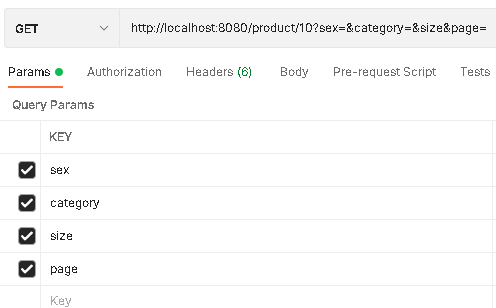 GET http://localhost:8080/product/10?sex=&category=&size&page=
Params Authorization Headers (6) Body Pre-request Script Tests
Query Params
KEY
sex
category
size
page
Key